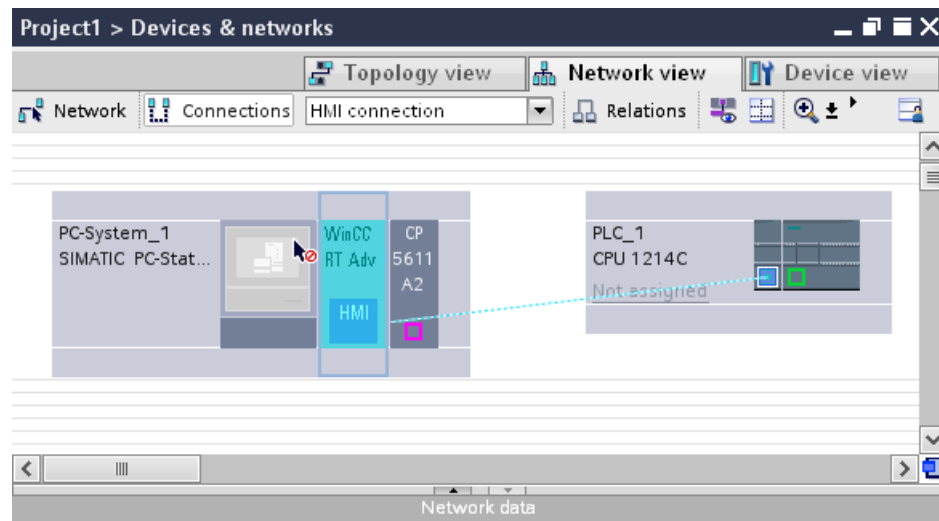 Project1 > Devices & networks
Topology view
Network view
Device view
Network
Connections
HMI connection
Relations
PC-System_1
SIMATIC PC-Stat...
WinCC
RT Adv
HMI
CP
5611
A2
PLC_1
CPU 1214C
Not assigned
Network data